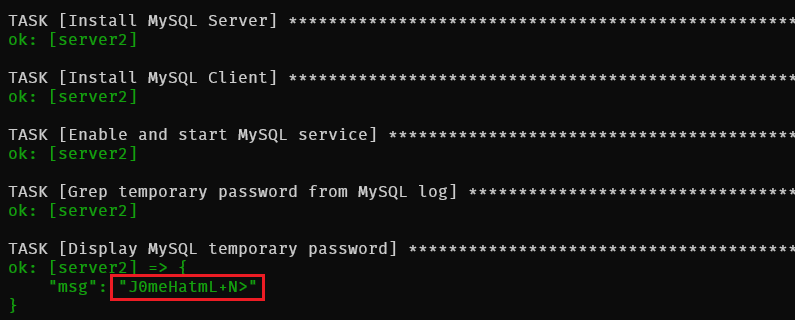 TASK [Install MySQL Server] ***************************************************
ok: [server2]
TASK [Install MySQL Client] ***************************************************
ok: [server2]
TASK [Enable and start MySQL service] *****************************************
ok: [server2]
TASK [Grep temporary password from MySQL log] *********************************
ok: [server2]
TASK [Display MySQL temporary password] ***************************************
ok: [server2] => {
    "msg": "J0meHatmL+N>"
}